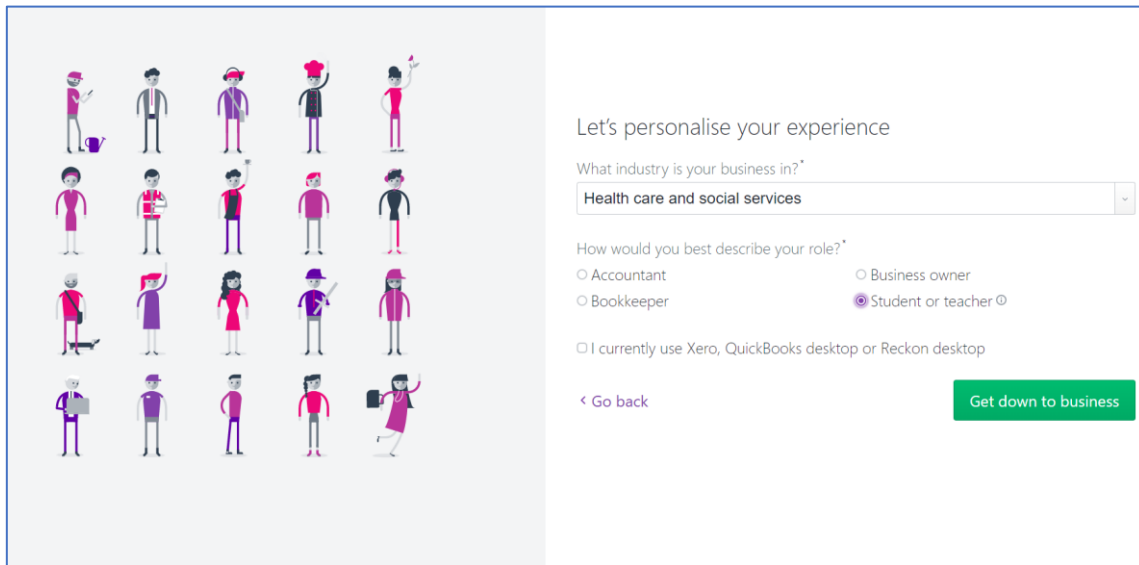 Let's personalise your experience
What industry is your business in?*
Health care and social services
How would you best describe your role?*
Accountant
Business owner
Bookkeeper
Student or teacher
I currently use Xero, QuickBooks desktop or Reckon desktop
< Go back
Get down to business